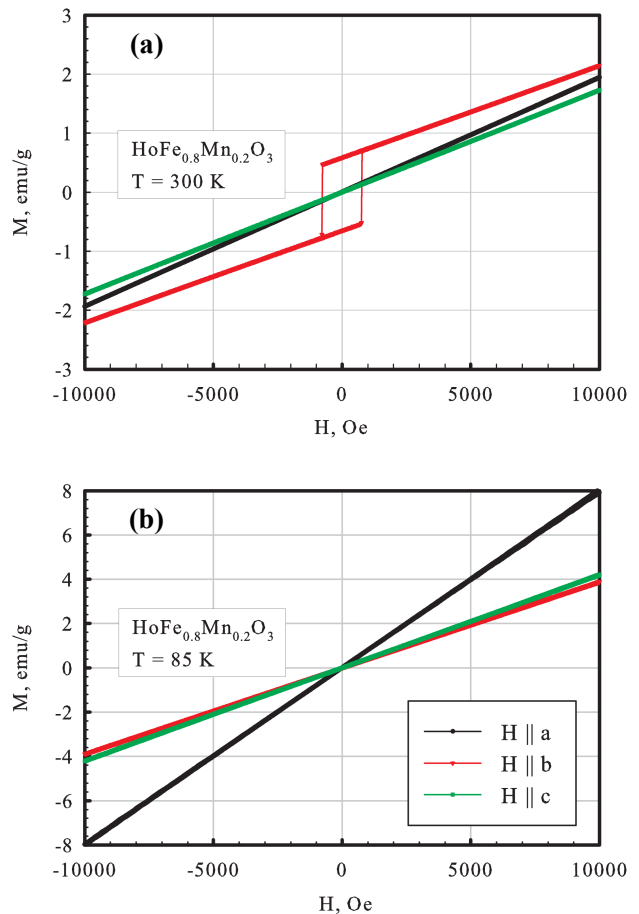 (a)
3
2
1
0
-1
-2
-3
M, emu/g
HoFe₀.₈Mn₀.₂O₃
T = 300 K
-10000 -5000 0 5000 10000
H, Oe
(b)
8
6
4
2
0
-2
-4
-6
-8
M, emu/g
HoFe₀.₈Mn₀.₂O₃
T = 85 K
H || a
H || b
H || c
-10000 -5000 0 5000 10000
H, Oe